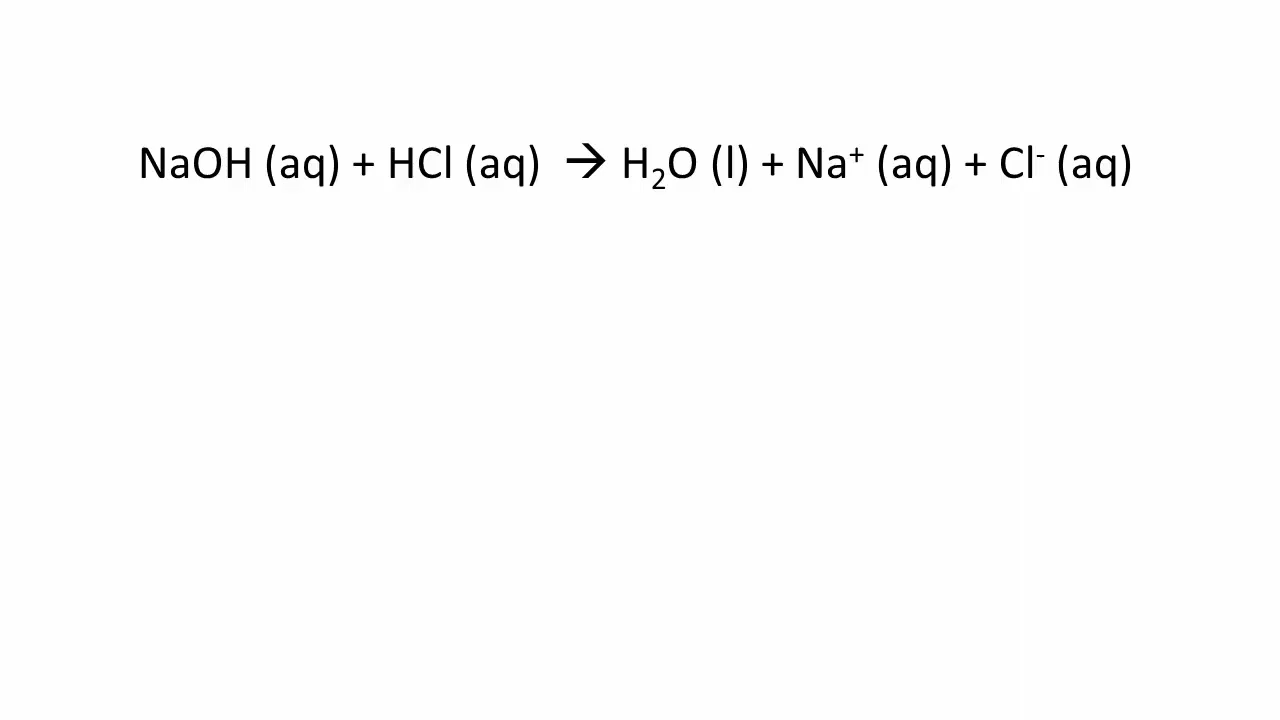 NaOH (aq) + HCl (aq) → H₂O (l) + Na⁺ (aq) + Cl⁻ (aq)